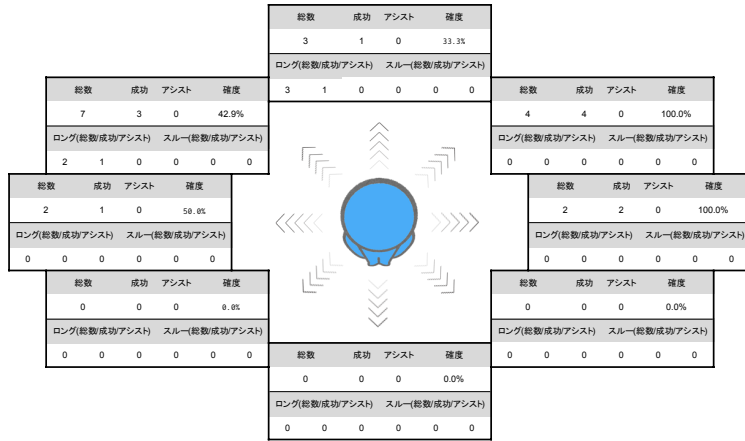 総数 成功 アシスト 確度
3 1 0 33.3%
ロング(総数/成功/アシスト) スルー(総数/成功/アシスト)
3 1 0 0 0 0
総数 成功 アシスト 確度
7 3 0 42.9%
ロング(総数/成功/アシスト) スルー(総数/成功/アシスト)
2 1 0 0 0 0
総数 成功 アシスト 確度
4 4 0 100.0%
ロング(総数/成功/アシスト) スルー(総数/成功/アシスト)
0 0 0 0 0 0
総数 成功 アシスト 確度
2 1 0 50.0%
ロング(総数/成功/アシスト) スルー(総数/成功/アシスト)
0 0 0 0 0 0
総数 成功 アシスト 確度
2 2 0 100.0%
ロング(総数/成功/アシスト) スルー(総数/成功/アシスト)
0 0 0 0 0 0
総数 成功 アシスト 確度
0 0 0 0.0%
ロング(総数/成功/アシスト) スルー(総数/成功/アシスト)
0 0 0 0 0 0
総数 成功 アシスト 確度
0 0 0 0.0%
ロング(総数/成功/アシスト) スルー(総数/成功/アシスト)
0 0 0 0 0 0
総数 成功 アシスト 確度
0 0 0 0.0%
ロング(総数/成功/アシスト) スルー(総数/成功/アシスト)
0 0 0 0 0 0